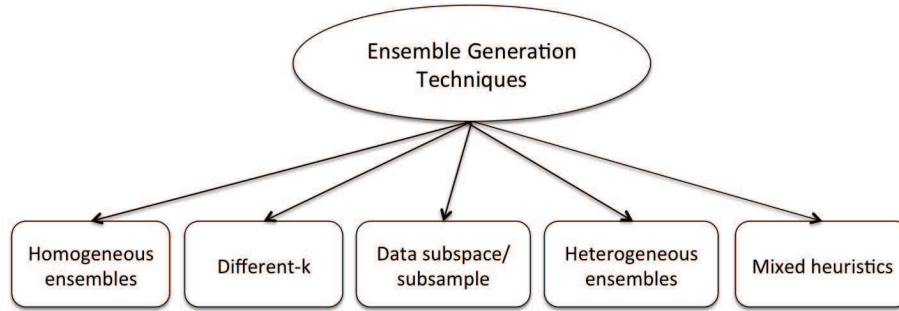 Ensemble Generation
Techniques
Homogeneous
ensembles
Different-k
Data subspace/
subsample
Heterogeneous
ensembles
Mixed heuristics